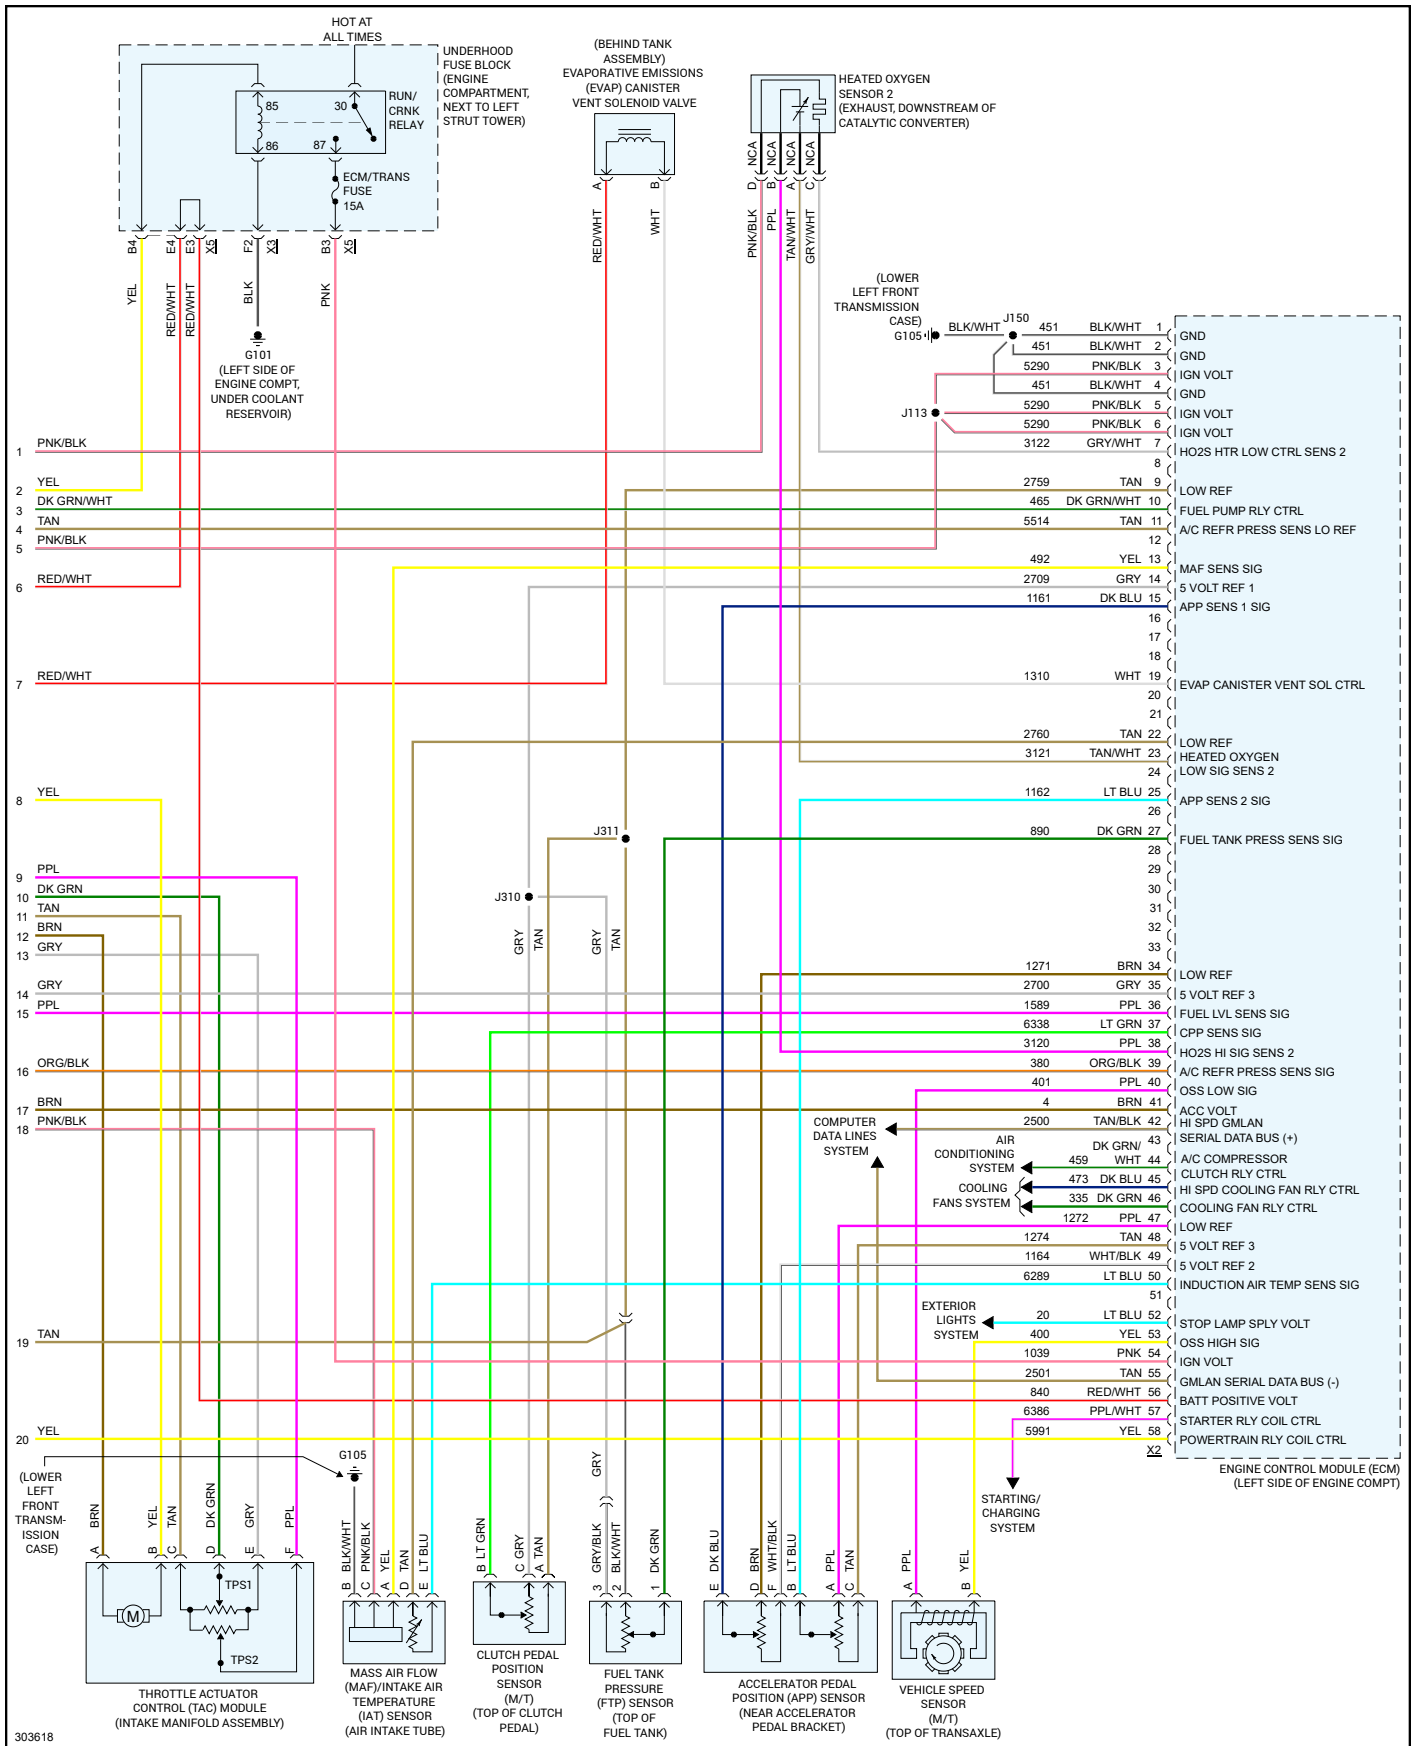 HOT AT
ALL TIMES
UNDERHOOD
FUSE BLOCK
(ENGINE
COMPARTMENT,
NEXT TO LEFT
STRUT TOWER)
85
30
RUN/
CRNK
RELAY
86
87
ECM/TRANS
FUSE
15A
B4
E4
E3
X5
F2
X3
B3
X5
YEL
RED/WHT
RED/WHT
BLK
PNK
G101
(LEFT SIDE OF
ENGINE COMPT,
UNDER COOLANT
RESERVOIR)
(BEHIND TANK
ASSEMBLY)
EVAPORATIVE EMISSIONS
(EVAP) CANISTER
VENT SOLENOID VALVE
A
B
RED/WHT
WHT
HEATED OXYGEN
SENSOR 2
(EXHAUST, DOWNSTREAM OF
CATALYTIC CONVERTER)
NCA
NCA
NCA
NCA
D
B
A
C
PNK/BLK
PPL
TAN/WHT
GRY/WHT
(LOWER
LEFT FRONT
TRANSMISSION
CASE)
G105
BLK/WHT
J150
J113
451 BLK/WHT 1 GND
451 BLK/WHT 2 GND
5290 PNK/BLK 3 IGN VOLT
451 BLK/WHT 4 GND
5290 PNK/BLK 5 IGN VOLT
5290 PNK/BLK 6 IGN VOLT
3122 GRY/WHT 7 HO2S HTR LOW CTRL SENS 2
8
2759 TAN 9 LOW REF
465 DK GRN/WHT 10 FUEL PUMP RLY CTRL
5514 TAN 11 A/C REFR PRESS SENS LO REF
12
492 YEL 13 MAF SENS SIG
2709 GRY 14 5 VOLT REF 1
1161 DK BLU 15 APP SENS 1 SIG
16
17
18
1310 WHT 19 EVAP CANISTER VENT SOL CTRL
20
21
2760 TAN 22 LOW REF
3121 TAN/WHT 23 HEATED OXYGEN
24 LOW SIG SENS 2
1162 LT BLU 25 APP SENS 2 SIG
26
890 DK GRN 27 FUEL TANK PRESS SENS SIG
28
29
30
31
32
33
1271 BRN 34 LOW REF
2700 GRY 35 5 VOLT REF 3
1589 PPL 36 FUEL LVL SENS SIG
6338 LT GRN 37 CPP SENS SIG
3120 PPL 38 HO2S HI SIG SENS 2
380 ORG/BLK 39 A/C REFR PRESS SENS SIG
401 PPL 40 OSS LOW SIG
4 BRN 41 ACC VOLT
2500 TAN/BLK 42 HI SPD GMLAN
43 SERIAL DATA BUS (+)
DK GRN/
459 WHT 44 A/C COMPRESSOR
CLUTCH RLY CTRL
473 DK BLU 45 HI SPD COOLING FAN RLY CTRL
335 DK GRN 46 COOLING FAN RLY CTRL
1272 PPL 47 LOW REF
1274 TAN 48 5 VOLT REF 3
1164 WHT/BLK 49 5 VOLT REF 2
6289 LT BLU 50 INDUCTION AIR TEMP SENS SIG
51
20 LT BLU 52 STOP LAMP SPLY VOLT
400 YEL 53 OSS HIGH SIG
1039 PNK 54 IGN VOLT
2501 TAN 55 GMLAN SERIAL DATA BUS (-)
840 RED/WHT 56 BATT POSITIVE VOLT
6386 PPL/WHT 57 STARTER RLY COIL CTRL
5991 YEL 58 POWERTRAIN RLY COIL CTRL
X2
ENGINE CONTROL MODULE (ECM)
(LEFT SIDE OF ENGINE COMPT)
1 PNK/BLK
2 YEL
3 DK GRN/WHT
4 TAN
5 PNK/BLK
6 RED/WHT
7 RED/WHT
8 YEL
9 PPL
10 DK GRN
11 TAN
12 BRN
13 GRY
14 GRY
15 PPL
16 ORG/BLK
17 BRN
18 PNK/BLK
19 TAN
20 YEL
J311
J310
GRY
TAN
GRY
TAN
COMPUTER
DATA LINES
SYSTEM
AIR
CONDITIONING
SYSTEM
COOLING
FANS SYSTEM
EXTERIOR
LIGHTS
SYSTEM
STARTING/
CHARGING
SYSTEM
(LOWER
LEFT
FRONT
TRANSM-
ISSION
CASE)
G105
BRN
YEL
TAN
DK GRN
GRY
PPL
A
B
C
D
E
F
TPS1
M
TPS2
THROTTLE ACTUATOR
CONTROL (TAC) MODULE
(INTAKE MANIFOLD ASSEMBLY)
B BLK/WHT
C PNK/BLK
A YEL
D TAN
E LT BLU
MASS AIR FLOW
(MAF)/INTAKE AIR
TEMPERATURE
(IAT) SENSOR
(AIR INTAKE TUBE)
B LT GRN
C GRY
A TAN
CLUTCH PEDAL
POSITION
SENSOR
(M/T)
(TOP OF CLUTCH
PEDAL)
GRY
3 GRY/BLK
2 BLK/WHT
1 DK GRN
FUEL TANK
PRESSURE
(FTP) SENSOR
(TOP OF
FUEL TANK)
E DK BLU
D BRN
F WHT/BLK
B LT BLU
A PPL
C TAN
ACCELERATOR PEDAL
POSITION (APP) SENSOR
(NEAR ACCELERATOR
PEDAL BRACKET)
A PPL
B YEL
VEHICLE SPEED
SENSOR
(M/T)
(TOP OF TRANSAXLE)
303618